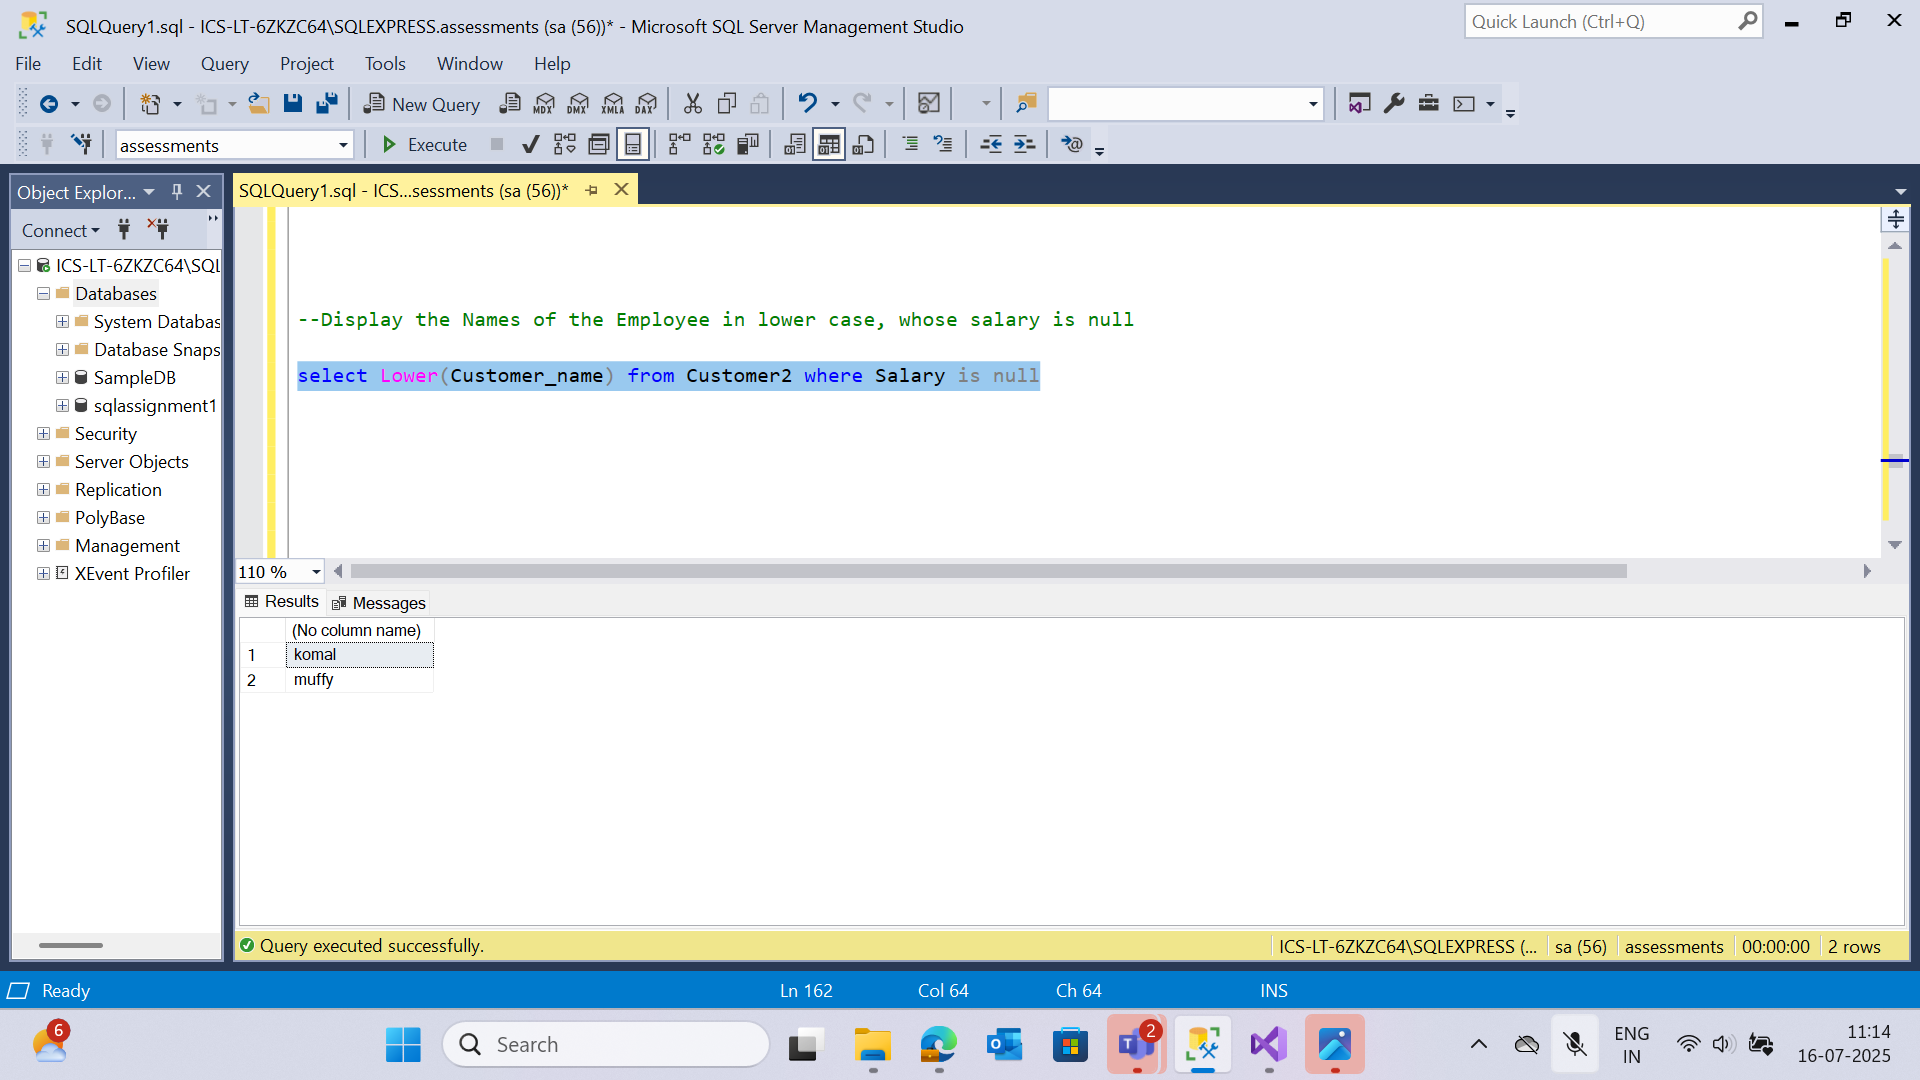 SQLQuery1.sql - ICS-LT-6ZKZC64\SQLEXPRESS.assessments (sa (56))* - Microsoft SQL Server Management Studio
Quick Launch (Ctrl+Q)
File Edit View Query Project Tools Window Help
New Query MDX DMX XMLA DAX
assessments Execute
Object Explor...
SQLQuery1.sql - ICS...sessments (sa (56))*
Connect
ICS-LT-6ZKZC64\SQL
Databases
System Databas
Database Snaps
SampleDB
sqlassignment1
Security
Server Objects
Replication
PolyBase
Management
XEvent Profiler
--Display the Names of the Employee in lower case, whose salary is null
select Lower(Customer_name) from Customer2 where Salary is null
110 %
Results Messages
(No column name)
1 komal
2 muffy
Query executed successfully.
ICS-LT-6ZKZC64\SQLEXPRESS (... sa (56) assessments 00:00:00 2 rows
Ready Ln 162 Col 64 Ch 64 INS
6
Search
2
ENG
IN
11:14
16-07-2025